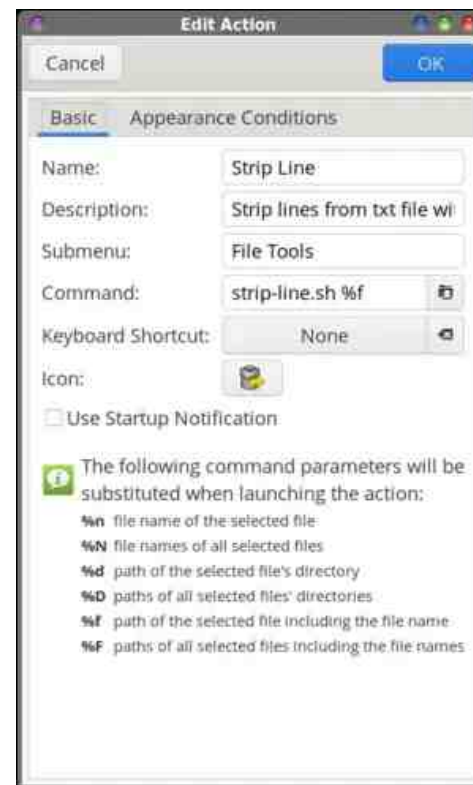 Edit Action
Cancel
OK
Basic Appearance Conditions
Name: Strip Line
Description: Strip lines from txt file wi
Submenu: File Tools
Command: strip-line.sh %f
Keyboard Shortcut: None
Icon:
Use Startup Notification
The following command parameters will be
substituted when launching the action:
%n file name of the selected file
%N file names of all selected files
%d path of the selected file's directory
%D paths of all selected files' directories
%f path of the selected file including the file name
%F paths of all selected files including the file names